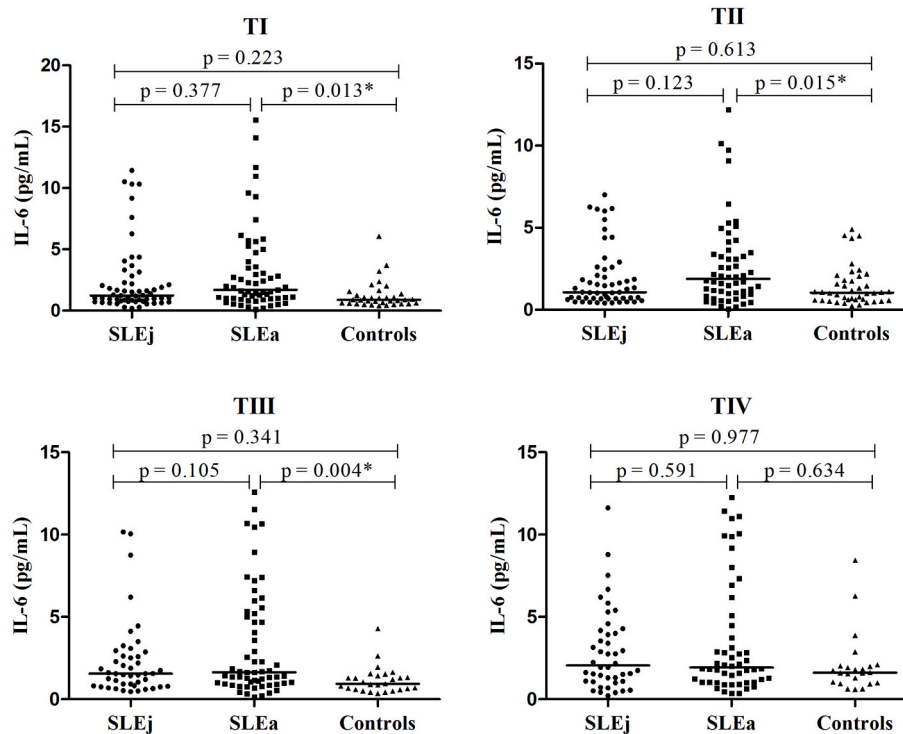 TI
p = 0.223
p = 0.377
p = 0.013*
IL-6 (pg/mL)
20
15
10
5
0
SLEj
SLEa
Controls
TII
p = 0.613
p = 0.123
p = 0.015*
IL-6 (pg/mL)
15
10
5
0
SLEj
SLEa
Controls
TIII
p = 0.341
p = 0.105
p = 0.004*
IL-6 (pg/mL)
15
10
5
0
SLEj
SLEa
Controls
TIV
p = 0.977
p = 0.591
p = 0.634
IL-6 (pg/mL)
15
10
5
0
SLEj
SLEa
Controls